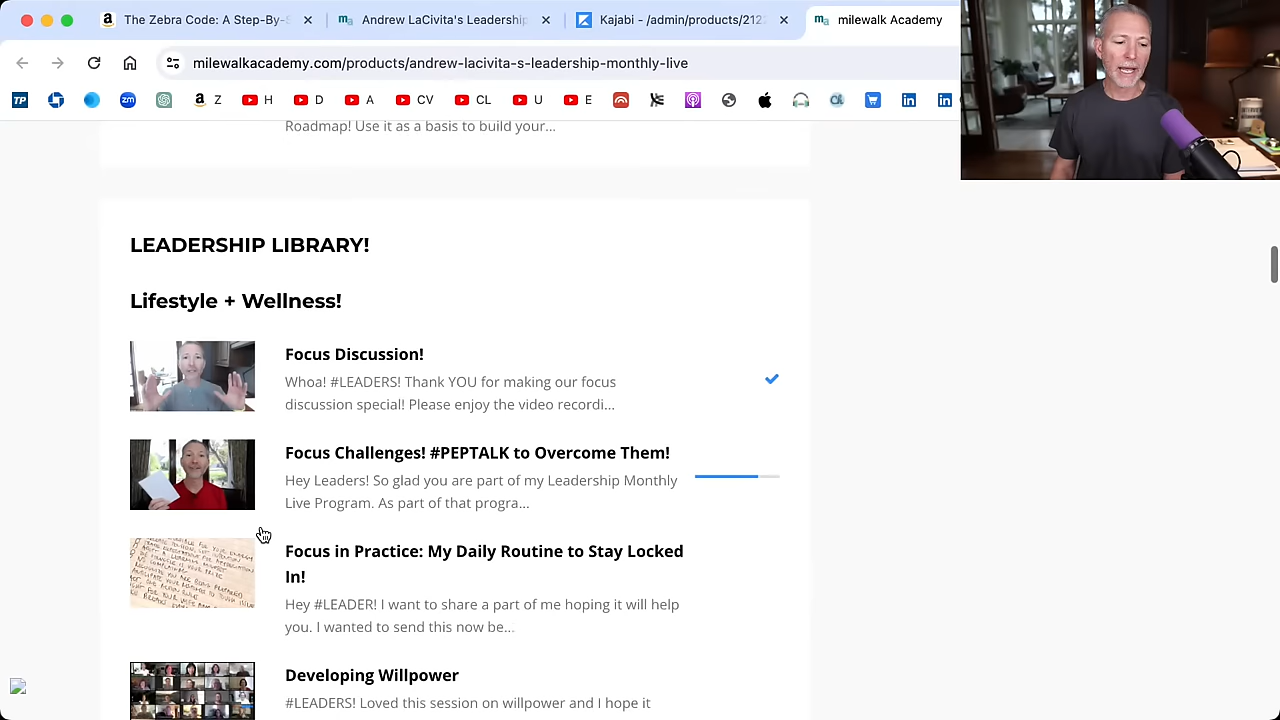 The Zebra Code: A Step-By-S
Andrew LaCivita's Leadership
Kajabi - /admin/products/212
milewalk Academy
milewalkacademy.com/products/andrew-lacivita-s-leadership-monthly-live
TP
zm
a Z
H
D
A
CV
CL
U
E
in
in
Roadmap! Use it as a basis to build your...
LEADERSHIP LIBRARY!
Lifestyle + Wellness!
Focus Discussion!
Whoa! #LEADERS! Thank YOU for making our focus
discussion special! Please enjoy the video recordi...
Focus Challenges! #PEPTALK to Overcome Them!
Hey Leaders! So glad you are part of my Leadership Monthly
Live Program. As part of that progra...
Focus in Practice: My Daily Routine to Stay Locked
In!
Hey #LEADER! I want to share a part of me hoping it will help
you. I wanted to send this now be...
Developing Willpower
#LEADERS! Loved this session on willpower and I hope it